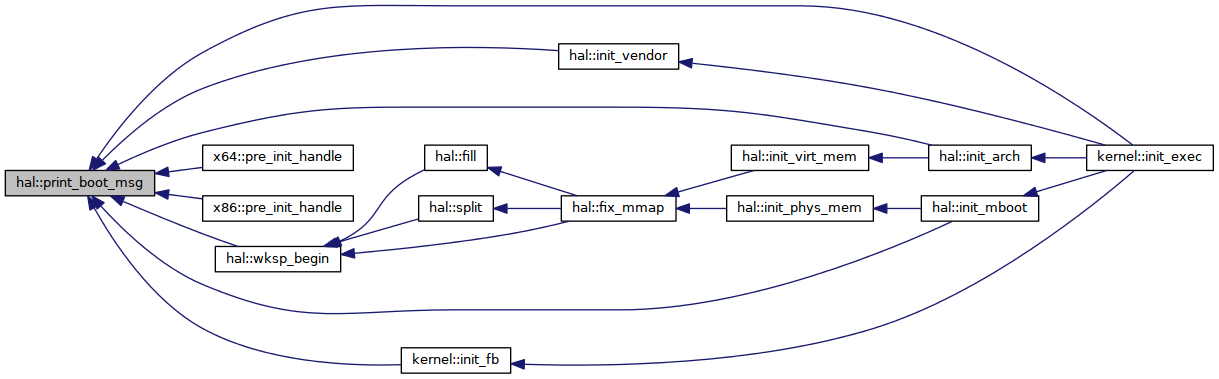 hal::init_vendor
hal::fill
hal::init_virt_mem
hal::init_arch
kernel::init_exec
x64::pre_init_handle
hal::print_boot_msg
x86::pre_init_handle
hal::split
hal::fix_mmap
hal::init_phys_mem
hal::init_mboot
hal::wksp_begin
kernel::init_fb